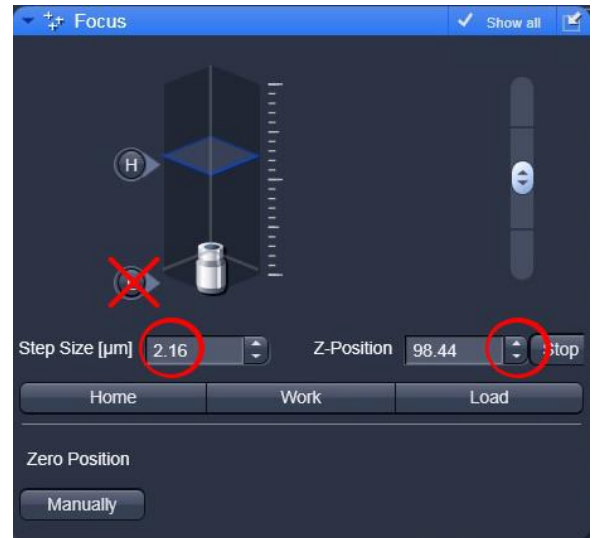 Focus
Show all
H
Step Size [µm] 2.16 Z-Position 98.44 Stop
Home Work Load
Zero Position
Manually